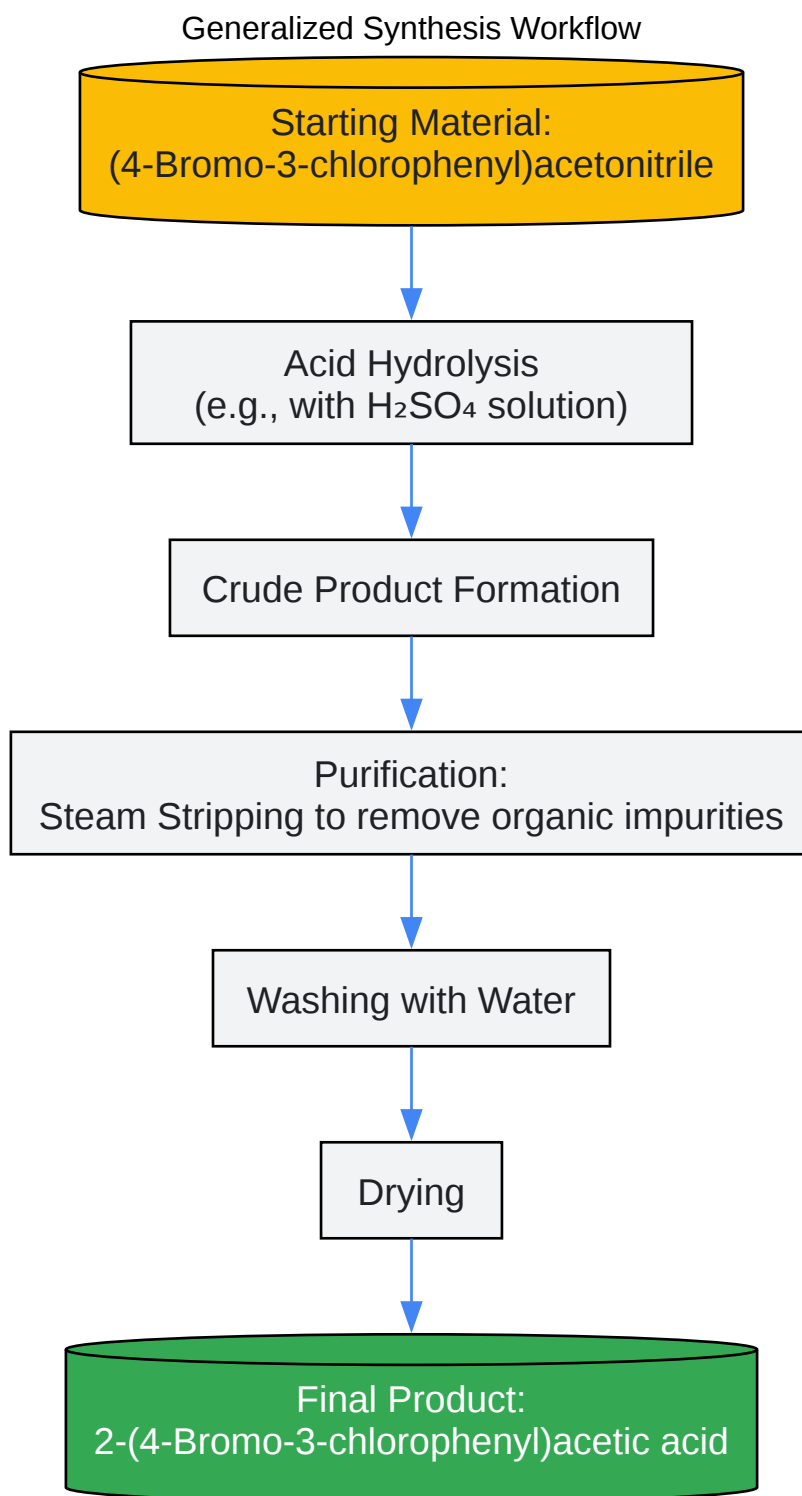 Generalized Synthesis Workflow
Starting Material:
(4-Bromo-3-chlorophenyl)acetonitrile
Acid Hydrolysis
(e.g., with H₂SO₄ solution)
Crude Product Formation
Purification:
Steam Stripping to remove organic impurities
Washing with Water
Drying
Final Product:
2-(4-Bromo-3-chlorophenyl)acetic acid